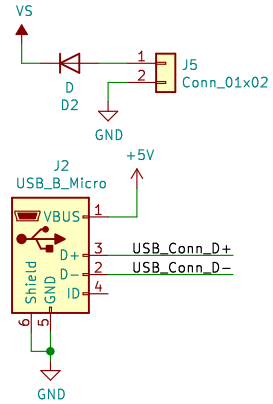 VS
D
D2
1
2
J5
Conn_01x02
GND
J2
USB_B_Micro
+5V
VBUS
1
D+
3
USB_Conn_D+
D-
2
USB_Conn_D-
ID
4
Shield
GND
6
5
GND